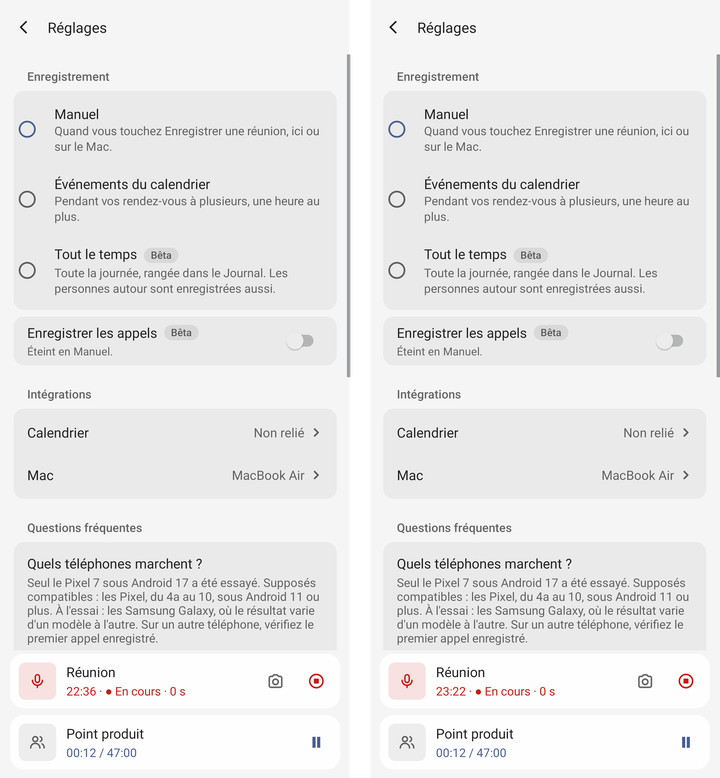 Réglages
Enregistrement
Manuel
Quand vous touchez Enregistrer une réunion, ici ou
sur le Mac.
Événements du calendrier
Pendant vos rendez-vous à plusieurs, une heure au
plus.
Tout le temps Bêta
Toute la journée, rangée dans le Journal. Les
personnes autour sont enregistrées aussi.
Enregistrer les appels Bêta
Éteint en Manuel.
Intégrations
Calendrier Non relié
Mac MacBook Air
Questions fréquentes
Quels téléphones marchent ?
Seul le Pixel 7 sous Android 17 a été essayé. Supposés
compatibles : les Pixel, du 4a au 10, sous Android 11 ou
plus. À l'essai : les Samsung Galaxy, où le résultat varie
d'un modèle à l'autre. Sur un autre téléphone, vérifiez le
premier appel enregistré.
Réunion
22:36 · ● En cours · 0 s
Point produit
00:12 / 47:00
Réglages
Enregistrement
Manuel
Quand vous touchez Enregistrer une réunion, ici ou
sur le Mac.
Événements du calendrier
Pendant vos rendez-vous à plusieurs, une heure au
plus.
Tout le temps Bêta
Toute la journée, rangée dans le Journal. Les
personnes autour sont enregistrées aussi.
Enregistrer les appels Bêta
Éteint en Manuel.
Intégrations
Calendrier Non relié
Mac MacBook Air
Questions fréquentes
Quels téléphones marchent ?
Seul le Pixel 7 sous Android 17 a été essayé. Supposés
compatibles : les Pixel, du 4a au 10, sous Android 11 ou
plus. À l'essai : les Samsung Galaxy, où le résultat varie
d'un modèle à l'autre. Sur un autre téléphone, vérifiez le
premier appel enregistré.
Réunion
23:22 · ● En cours · 0 s
Point produit
00:12 / 47:00